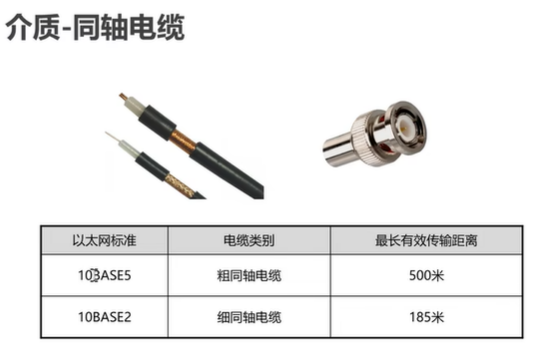 介质-同轴电缆
以太网标准 电缆类别 最长有效传输距离
10BASE5 粗同轴电缆 500米
10BASE2 细同轴电缆 185米